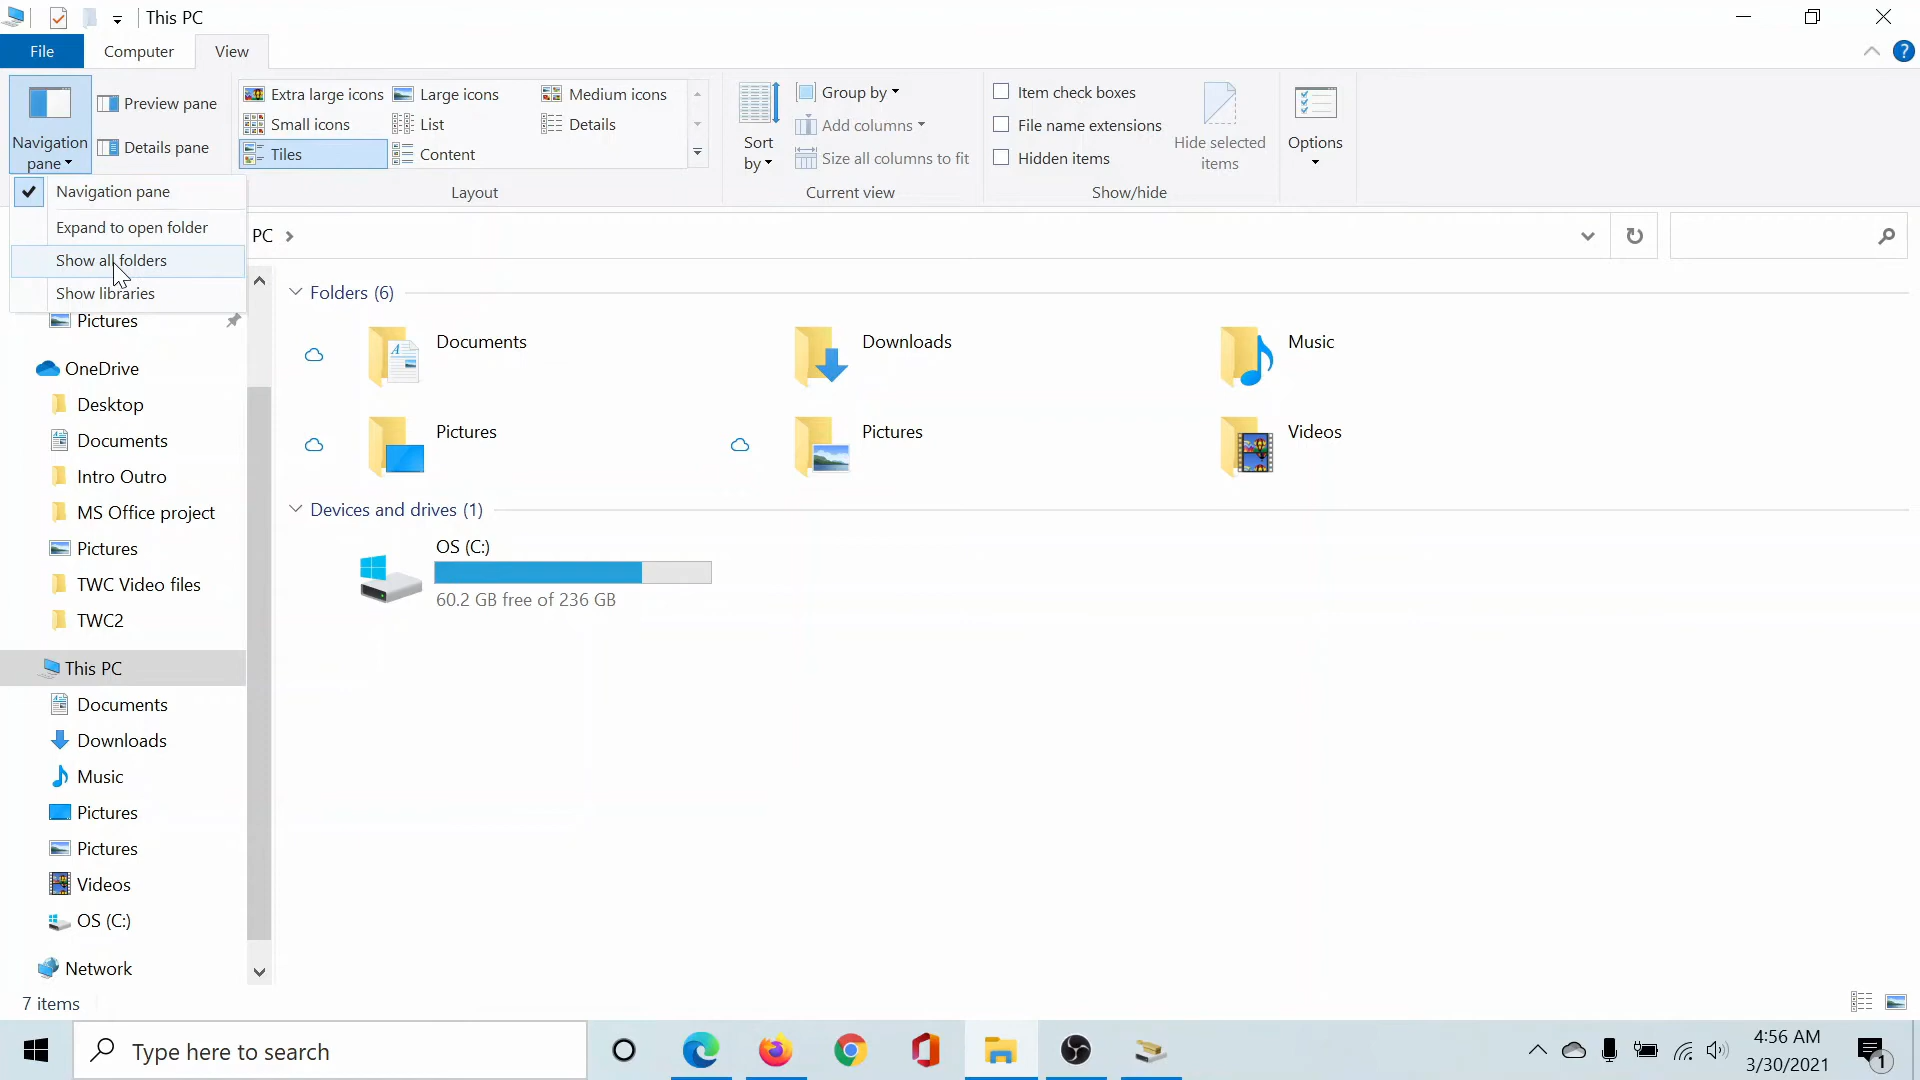 This PC
File
Computer
View
Navigation
pane
Preview pane
Details pane
Extra large icons
Large icons
Medium icons
Small icons
List
Details
Tiles
Content
Layout
Sort
by
Group by
Add columns
Size all columns to fit
Current view
Item check boxes
File name extensions
Hidden items
Hide selected
items
Show/hide
Options
Navigation pane
Expand to open folder
Show all folders
Show libraries
PC
Pictures
OneDrive
Desktop
Documents
Intro Outro
MS Office project
Pictures
TWC Video files
TWC2
This PC
Documents
Downloads
Music
Pictures
Pictures
Videos
OS (C:)
Network
Folders (6)
Documents
Downloads
Music
Pictures
Pictures
Videos
Devices and drives (1)
OS (C:)
60.2 GB free of 236 GB
7 items
Type here to search
4:56 AM
3/30/2021
1